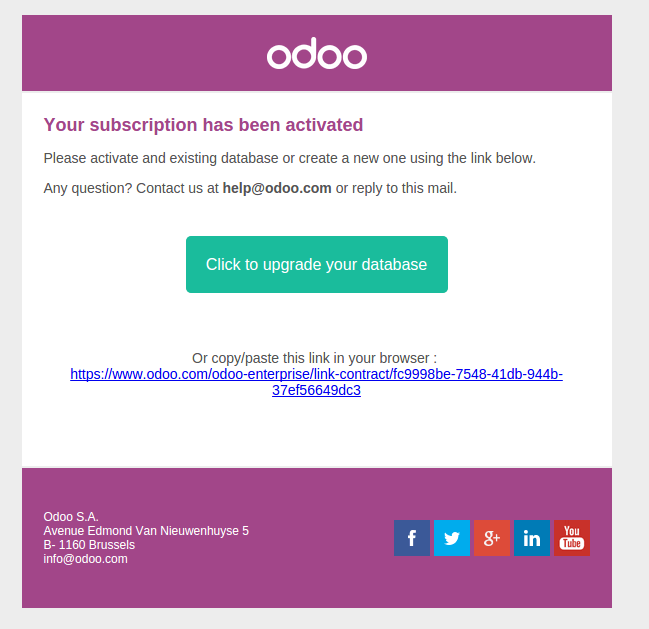 odoo
Your subscription has been activated
Please activate and existing database or create a new one using the link below.
Any question? Contact us at help@odoo.com or reply to this mail.
Click to upgrade your database
Or copy/paste this link in your browser :
https://www.odoo.com/odoo-enterprise/link-contract/fc9998be-7548-41db-944b-
37ef56649dc3
Odoo S.A.
Avenue Edmond Van Nieuwenhuyse 5
B- 1160 Brussels
info@odoo.com
f
g+
in
You
Tube